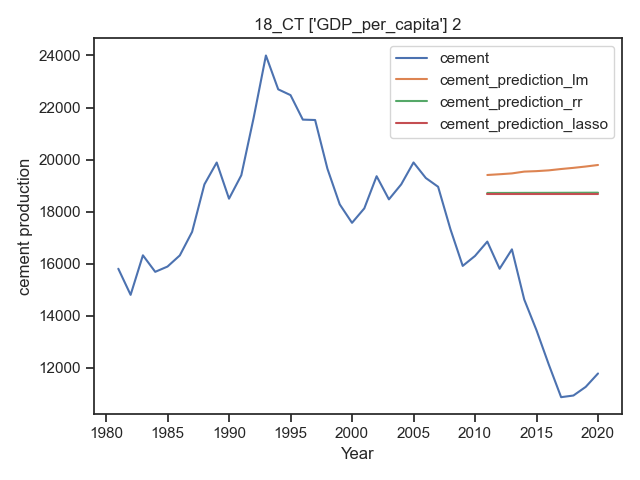 18_CT ['GDP_per_capita'] 2
cement
cement_prediction_lm
cement_prediction_rr
cement_prediction_lasso
cement production
24000
22000
20000
18000
16000
14000
12000
1980 1985 1990 1995 2000 2005 2010 2015 2020
Year